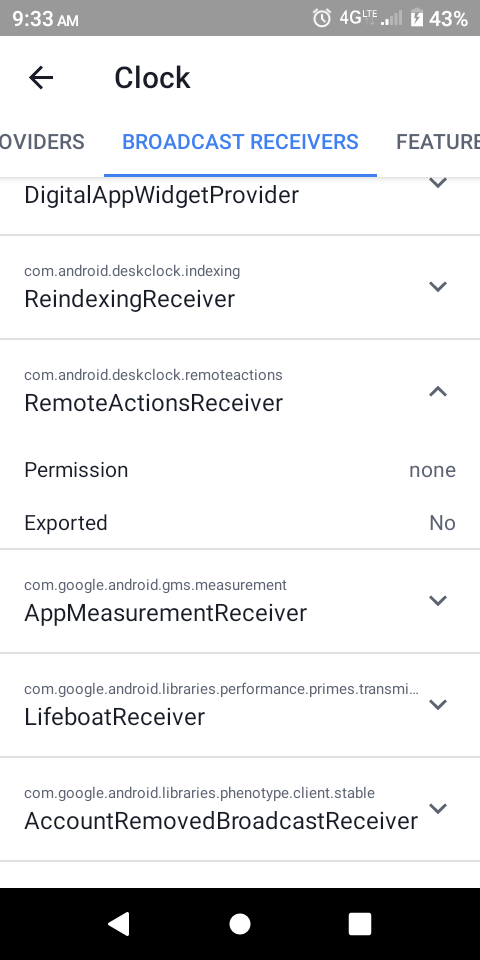 9:33 AM 4G LTE 43%
Clock
OVIDERS BROADCAST RECEIVERS FEATURE
DigitalAppWidgetProvider
com.android.deskclock.indexing
ReindexingReceiver
com.android.deskclock.remoteactions
RemoteActionsReceiver
Permission none
Exported No
com.google.android.gms.measurement
AppMeasurementReceiver
com.google.android.libraries.performance.primes.transmi…
LifeboatReceiver
com.google.android.libraries.phenotype.client.stable
AccountRemovedBroadcastReceiver